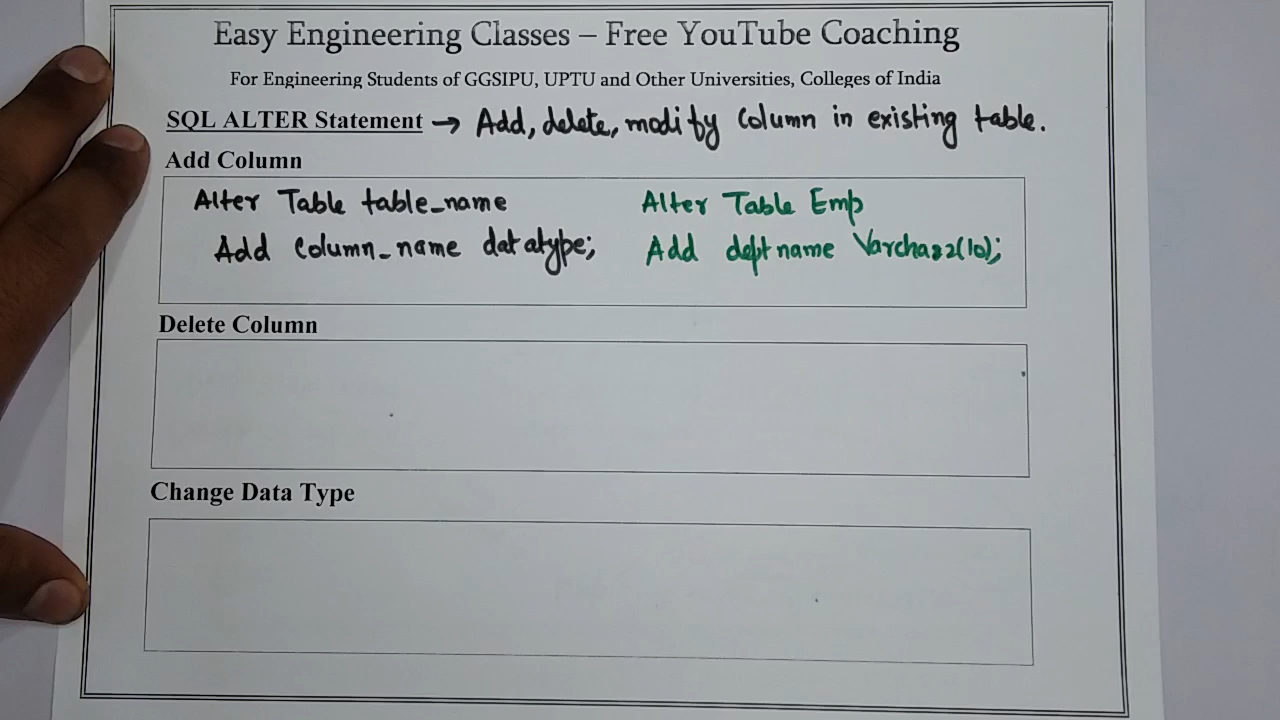 Easy Engineering Classes – Free YouTube Coaching
For Engineering Students of GGSIPU, UPTU and Other Universities, Colleges of India
SQL ALTER Statement → Add, delete, modify Column in existing table.
Add Column
Alter Table table_name
Add Column_name datatype;
Alter Table Emp
Add deptname Varchar2(10);
Delete Column
Change Data Type